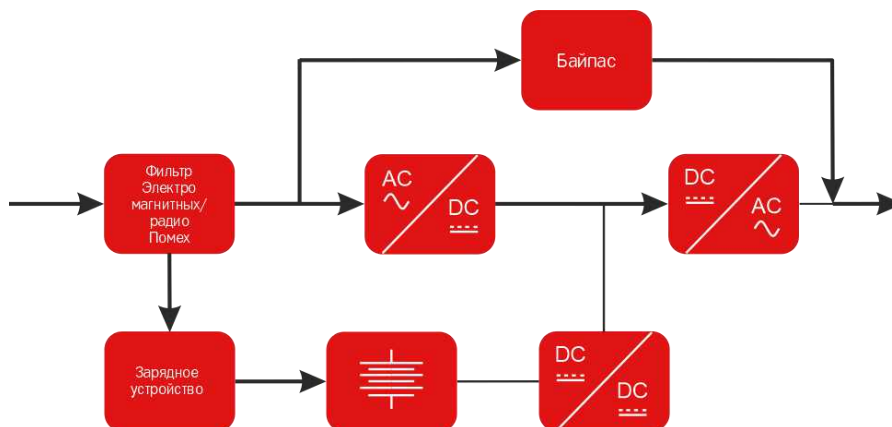 Байпас
Фильтр
Электро
магнитных/
радио
Помех
AC
DC
DC
AC
Зарядное
устройство
DC
DC